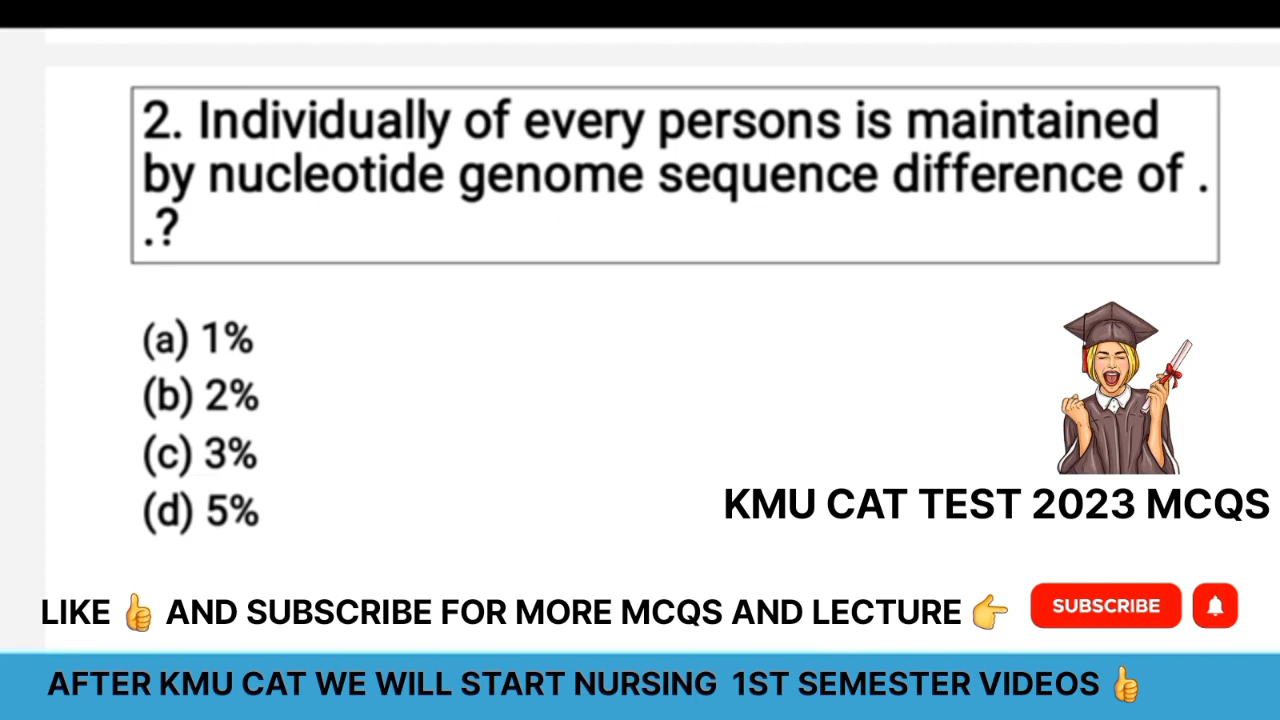 2. Individually of every persons is maintained
by nucleotide genome sequence difference of .
.?
(a) 1%
(b) 2%
(c) 3%
(d) 5%
KMU CAT TEST 2023 MCQS
LIKE 👍 AND SUBSCRIBE FOR MORE MCQS AND LECTURE 👉 SUBSCRIBE
AFTER KMU CAT WE WILL START NURSING 1ST SEMESTER VIDEOS 👍